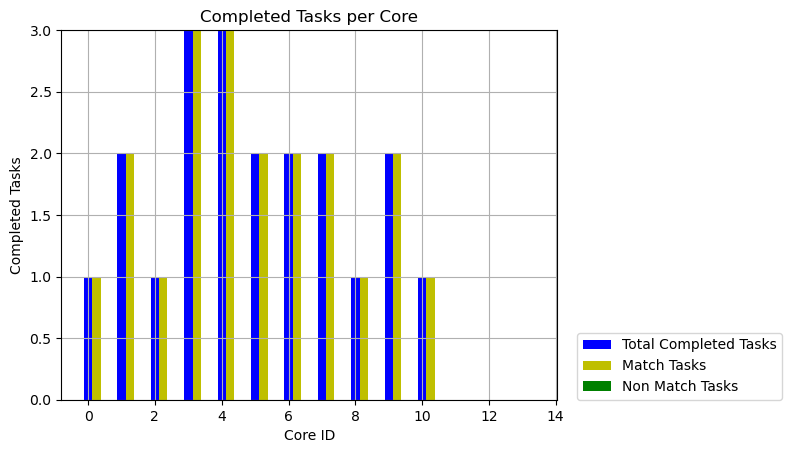 Completed Tasks per Core
3.0
2.5
2.0
1.5
1.0
0.5
0.0
Completed Tasks
0 2 4 6 8 10 12 14
Core ID
Total Completed Tasks
Match Tasks
Non Match Tasks